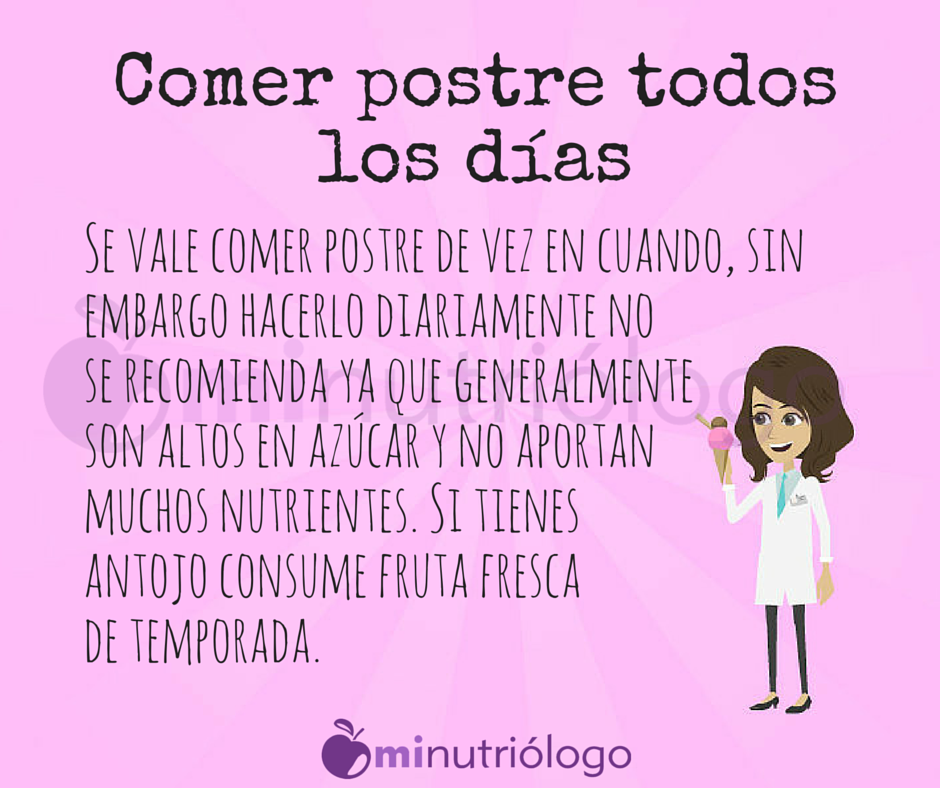 Comer postre todos
los días
Se vale comer postre de vez en cuando, sin
embargo hacerlo diariamente no
se recomienda ya que generalmente
son altos en azúcar y no aportan
muchos nutrientes. Si tienes
antojo consume fruta fresca
de temporada.
minutriólogo
minutriólogo